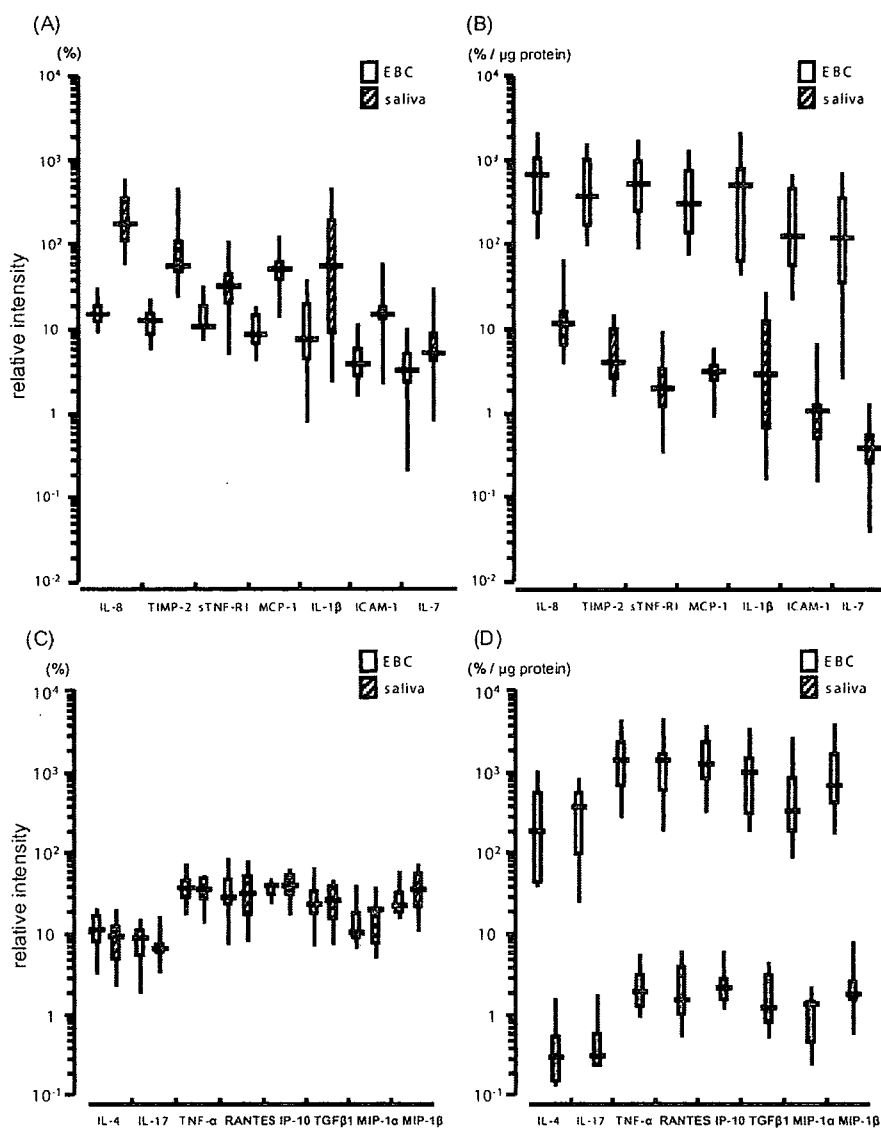 (A)
(%)
10⁴
10³
10²
10
1
10⁻¹
10⁻²
relative intensity
EBC
saliva
IL-8 TIMP-2 sTNF-RI MCP-1 IL-1β ICAM-1 IL-7
(B)
(% / µg protein)
10⁴
10³
10²
10
1
10⁻¹
10⁻²
EBC
saliva
IL-8 TIMP-2 sTNF-RI MCP-1 IL-1β ICAM-1 IL-7
(C)
(%)
10⁴
10³
10²
10
1
10⁻¹
relative intensity
EBC
saliva
IL-4 IL-17 TNF-α RANTES IP-10 TGFβ1 MIP-1α MIP-1β
(D)
(% / µg protein)
10⁴
10³
10²
10
1
10⁻¹
EBC
saliva
IL-4 IL-17 TNF-α RANTES IP-10 TGFβ1 MIP-1α MIP-1β